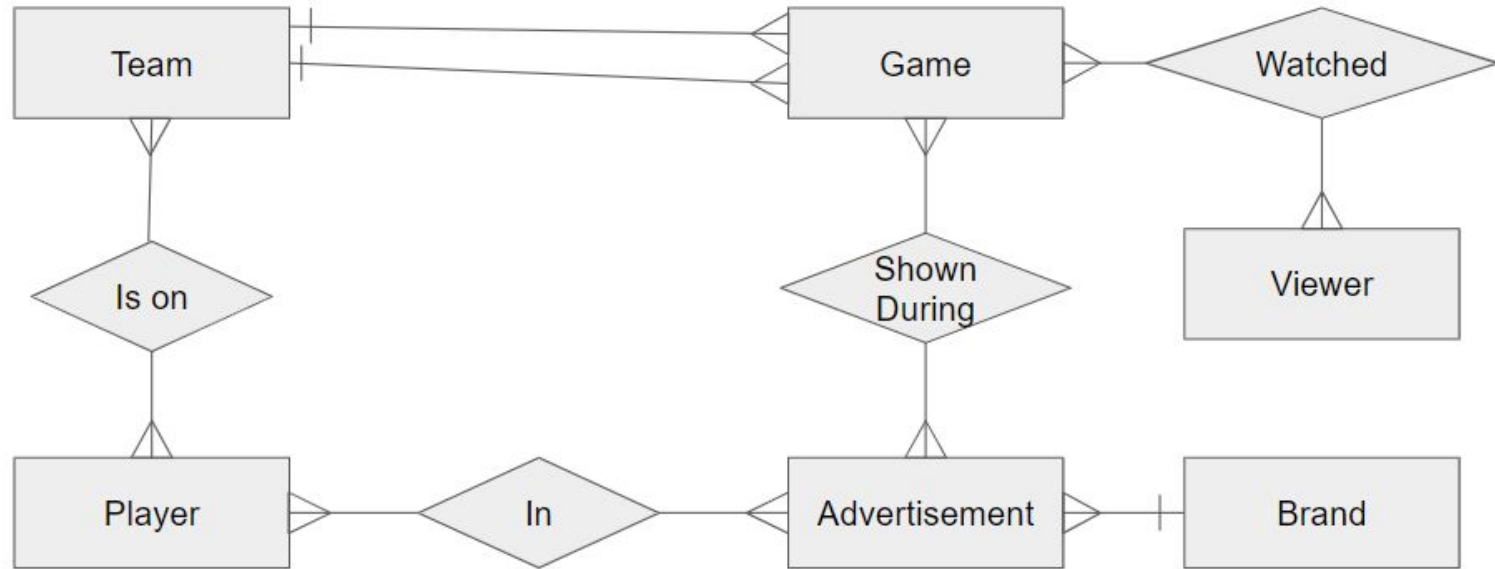 Team
Game
Watched
Is on
Shown
During
Viewer
Player
In
Advertisement
Brand